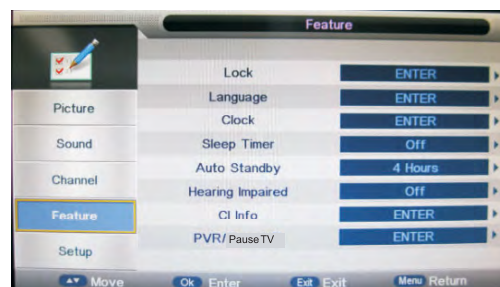 Feature
Lock ENTER
Picture
Language ENTER
Clock ENTER
Sound
Sleep Timer Off
Auto Standby 4 Hours
Channel
Hearing Impaired Off
Feature
CI Info ENTER
PVR/ Pause TV ENTER
Setup
Move Ok Enter Exit Exit Menu Return